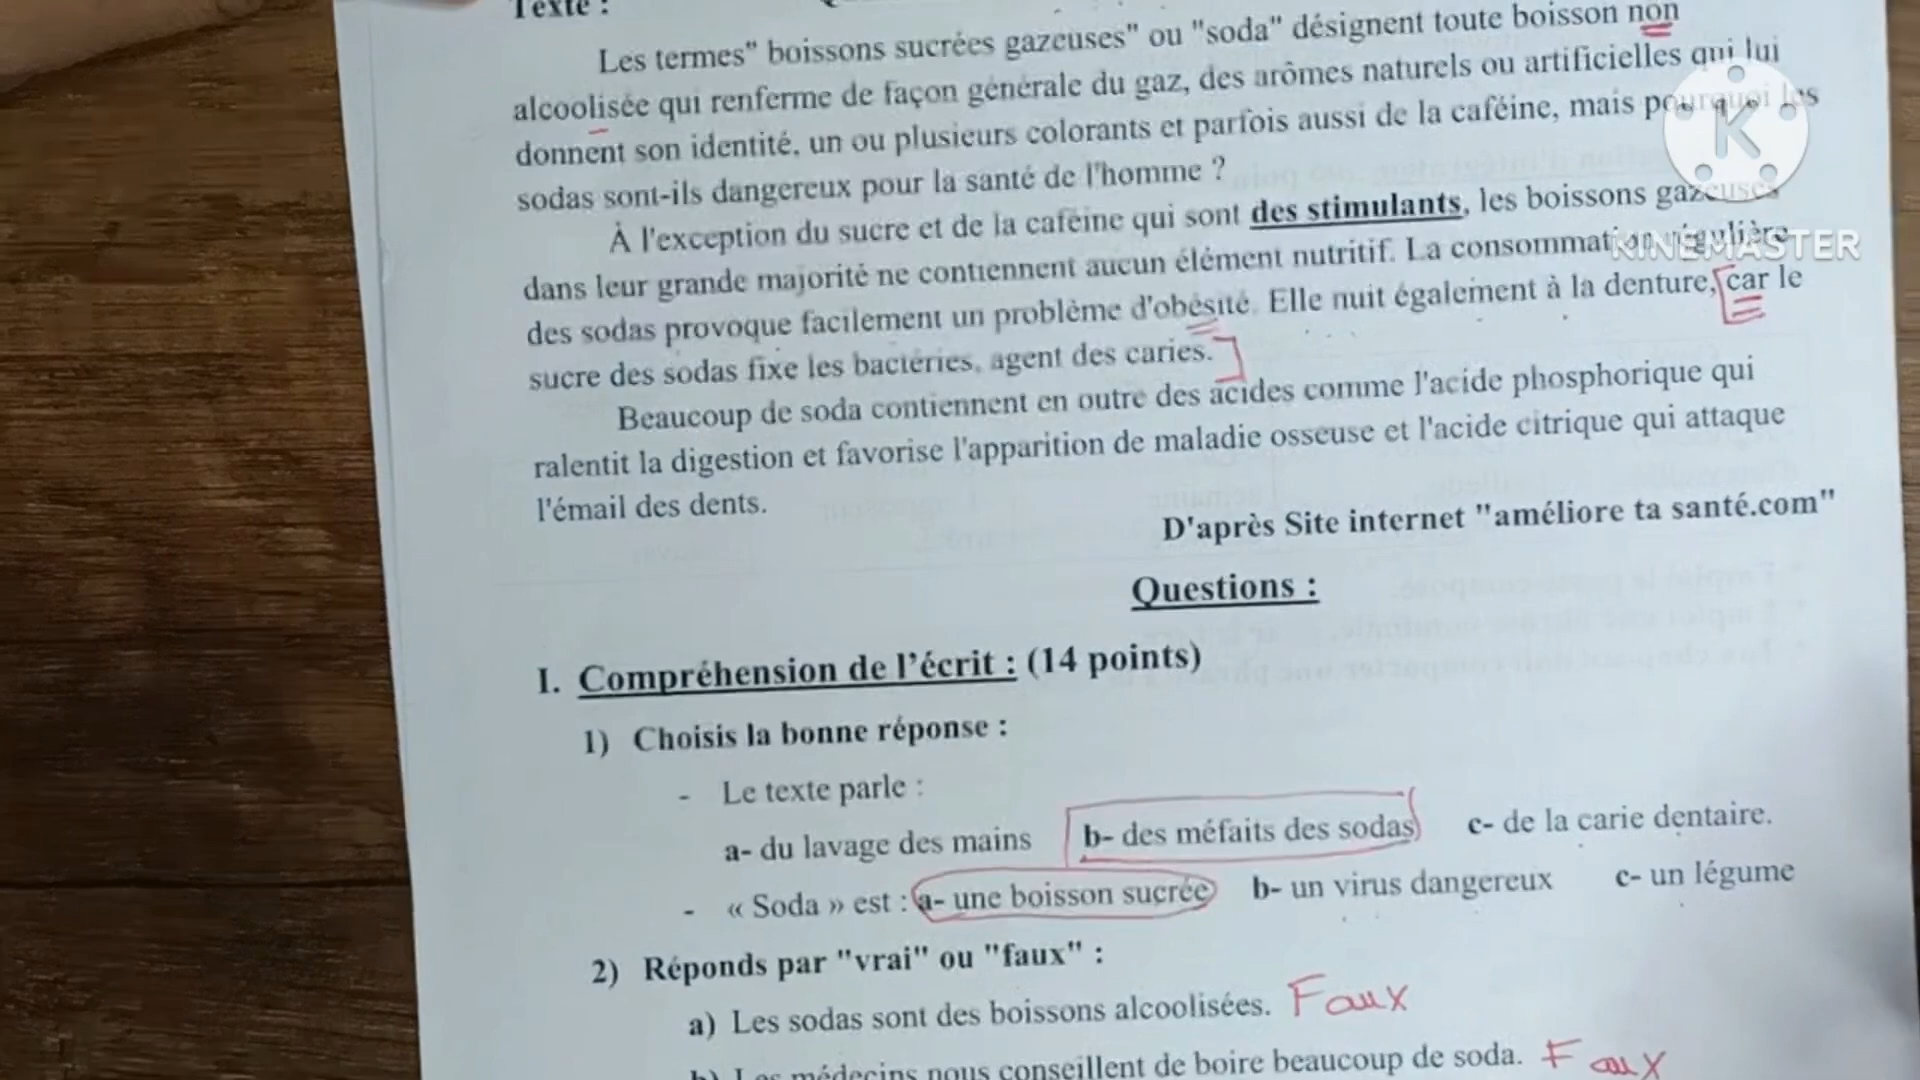 Texte :
Les termes" boissons sucrées gazeuses" ou "soda" désignent toute boisson non
alcoolisée qui renferme de façon générale du gaz, des arômes naturels ou artificielles qui lui
donnent son identité, un ou plusieurs colorants et parfois aussi de la caféine, mais pourquoi les
sodas sont-ils dangereux pour la santé de l'homme ?
À l'exception du sucre et de la caféine qui sont des stimulants, les boissons gazeuses
dans leur grande majorité ne contiennent aucun élément nutritif. La consommation régulière
des sodas provoque facilement un problème d'obésité. Elle nuit également à la denture, car le
sucre des sodas fixe les bactéries, agent des caries.
Beaucoup de soda contiennent en outre des acides comme l'acide phosphorique qui
ralentit la digestion et favorise l'apparition de maladie osseuse et l'acide citrique qui attaque
l'émail des dents.
D'après Site internet "améliore ta santé.com"
Questions :
I. Compréhension de l'écrit : (14 points)
1) Choisis la bonne réponse :
- Le texte parle :
a- du lavage des mains b- des méfaits des sodas c- de la carie dentaire.
- « Soda » est : a- une boisson sucrée b- un virus dangereux c- un légume
2) Réponds par "vrai" ou "faux" :
a) Les sodas sont des boissons alcoolisées. Faux
b) Les médecins nous conseillent de boire beaucoup de soda. Faux
K
KINEMASTER